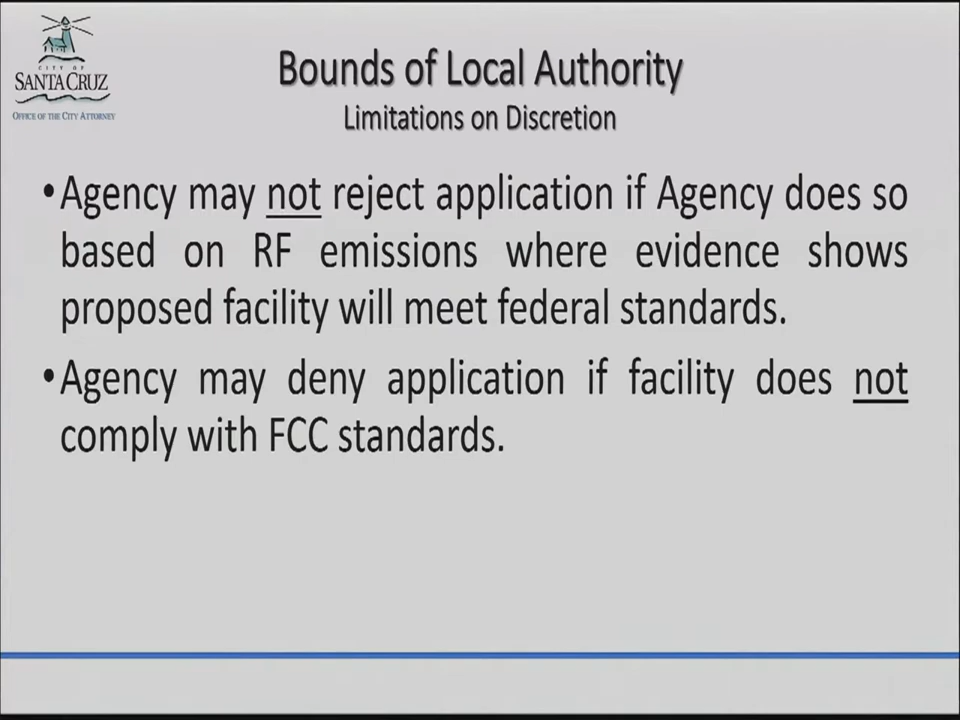 CITY OF
SANTA CRUZ
OFFICE OF THE CITY ATTORNEY
Bounds of Local Authority
Limitations on Discretion
•Agency may not reject application if Agency does so
based on RF emissions where evidence shows
proposed facility will meet federal standards.
•Agency may deny application if facility does not
comply with FCC standards.